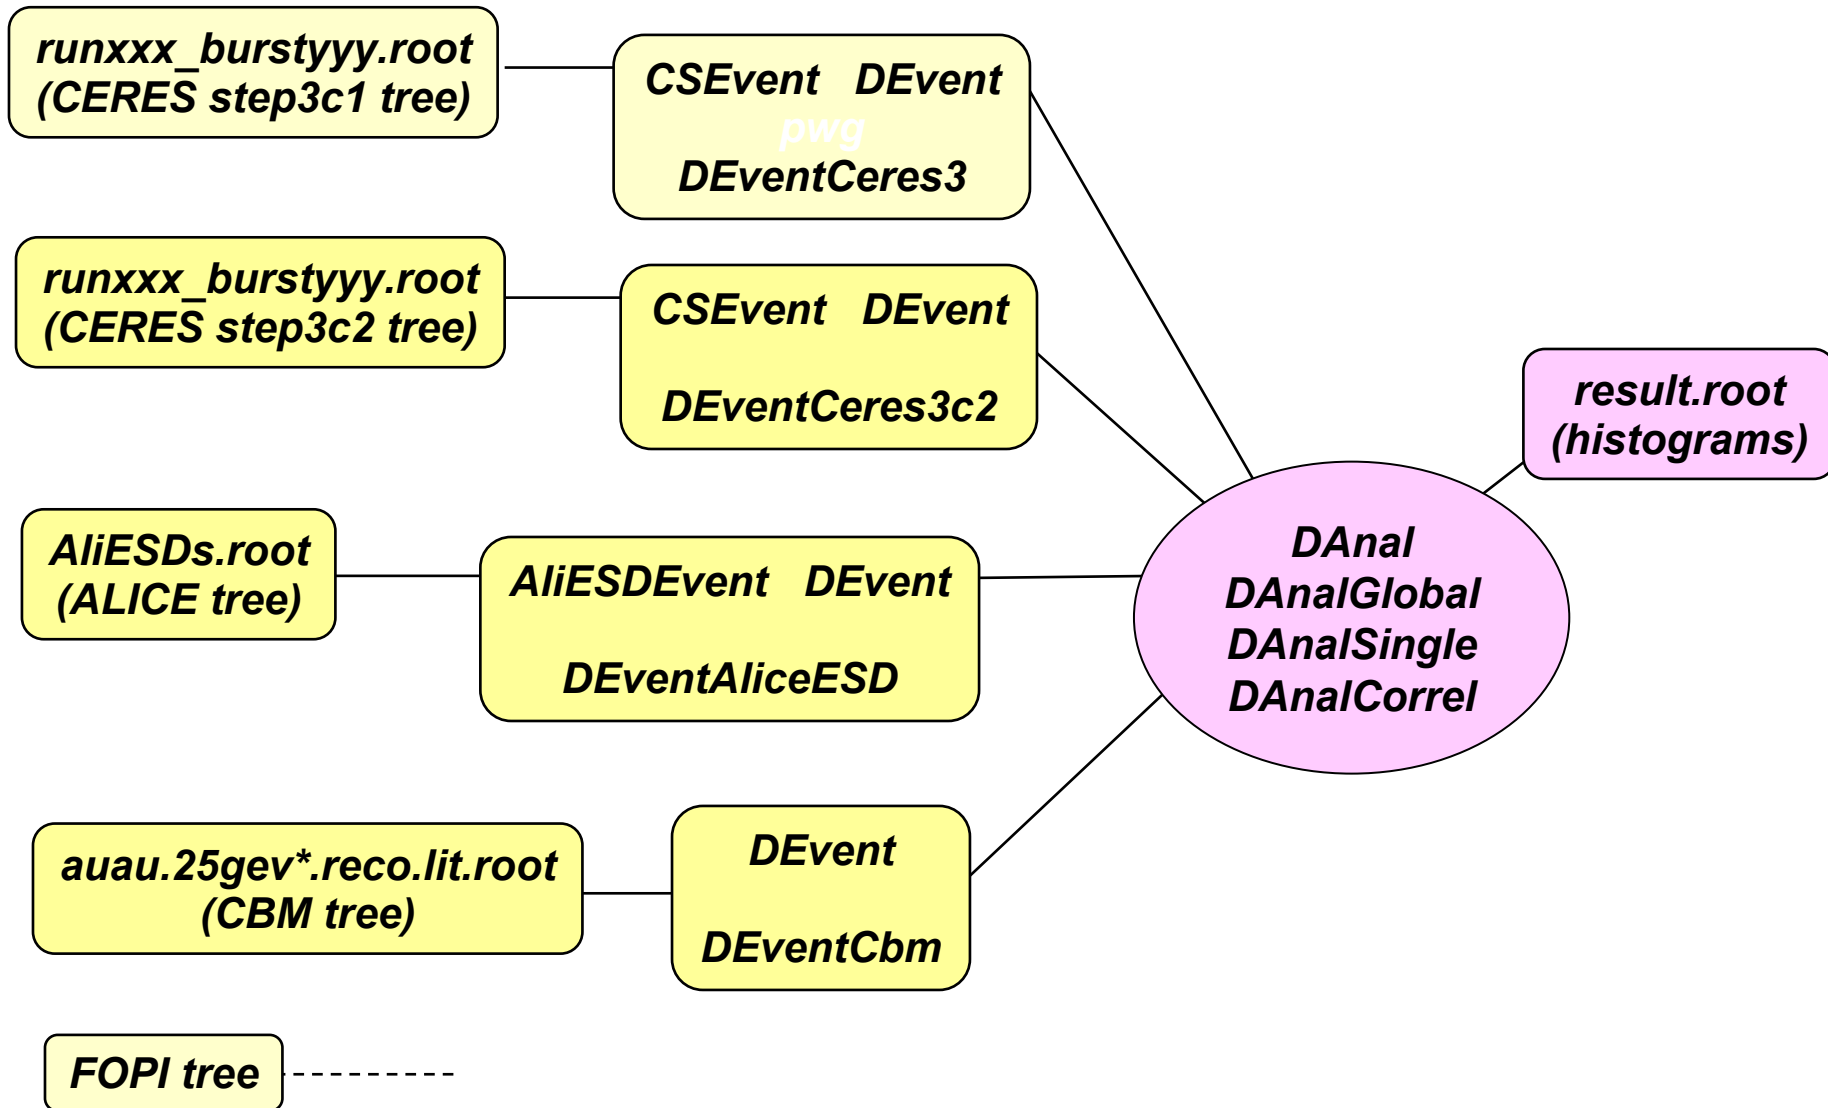 runxxx_burstyyy.root
(CERES step3c1 tree)
CSEvent DEvent
pwg
DEventCeres3
runxxx_burstyyy.root
(CERES step3c2 tree)
CSEvent DEvent
DEventCeres3c2
result.root
(histograms)
AliESDs.root
(ALICE tree)
AliESDEvent DEvent
DEventAliceESD
DAnal
DAnalGlobal
DAnalSingle
DAnalCorrel
auau.25gev*.reco.lit.root
(CBM tree)
DEvent
DEventCbm
FOPI tree